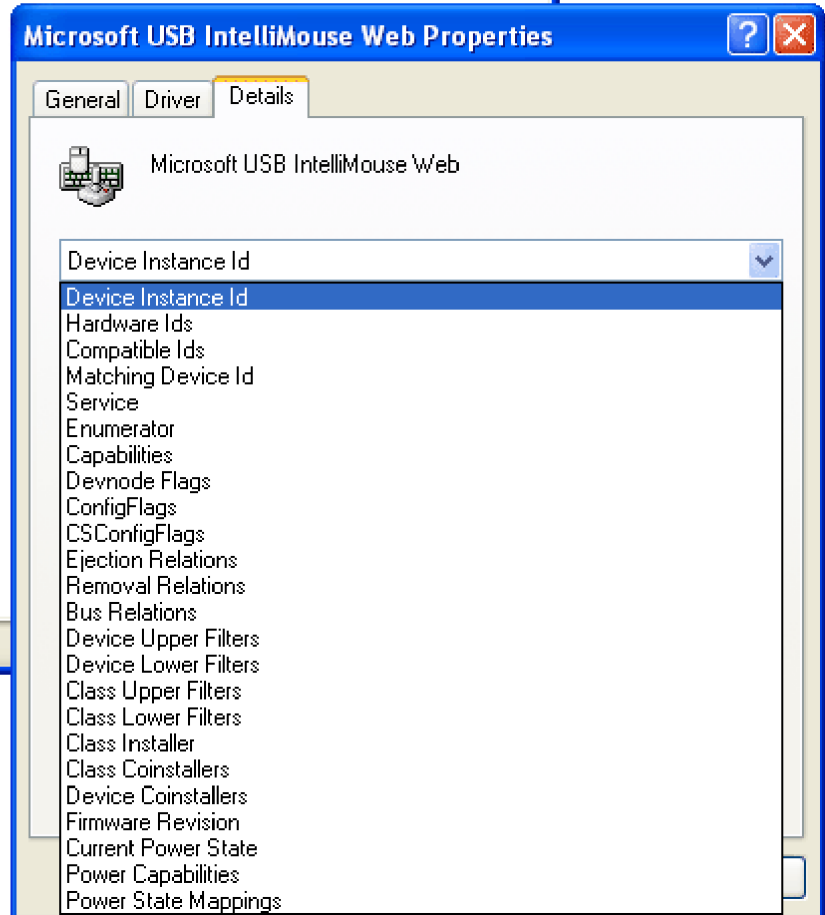 Microsoft USB IntelliMouse Web Properties
?
General Driver Details
Microsoft USB IntelliMouse Web
Device Instance Id
Device Instance Id
Hardware Ids
Compatible Ids
Matching Device Id
Service
Enumerator
Capabilities
Devnode Flags
ConfigFlags
CSConfigFlags
Ejection Relations
Removal Relations
Bus Relations
Device Upper Filters
Device Lower Filters
Class Upper Filters
Class Lower Filters
Class Installer
Class Coinstallers
Device Coinstallers
Firmware Revision
Current Power State
Power Capabilities
Power State Mappings